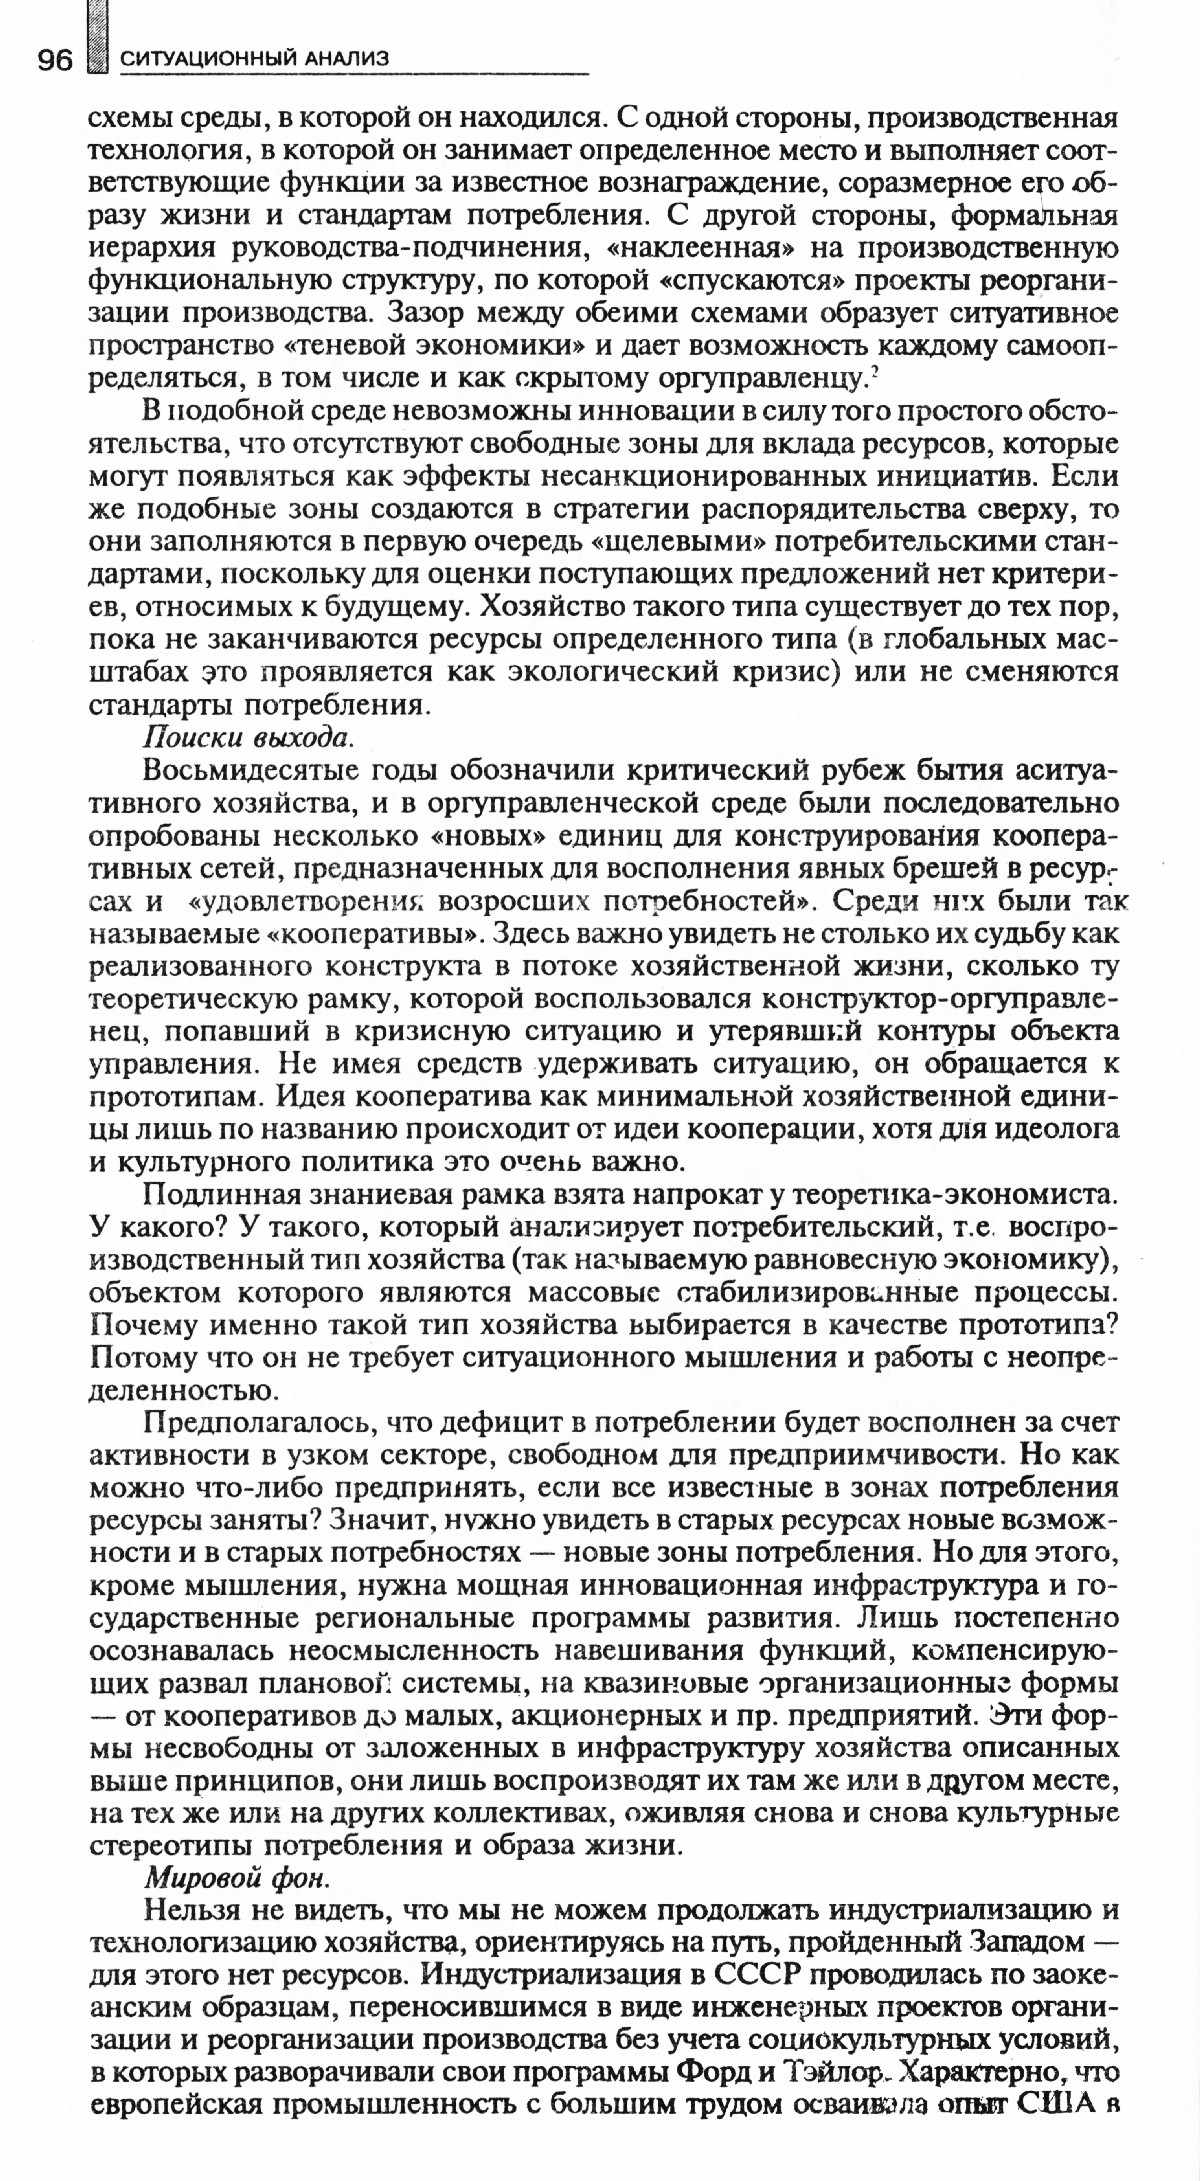 96 СИТУАЦИОННЫЙ АНАЛИЗ
схемы среды, в которой он находился. С одной стороны, производственная
технология, в которой он занимает определенное место и выполняет соот-
ветствующие функции за известное вознаграждение, соразмерное его об-
разу жизни и стандартам потребления. С другой стороны, формальная
иерархия руководства-подчинения, «наклеенная» на производственную
функциональную структуру, по которой «спускаются» проекты реоргани-
зации производства. Зазор между обеими схемами образует ситуативное
пространство «теневой экономики» и дает возможность каждому самооп-
ределяться, в том числе и как скрытому оргуправленцу.²
В подобной среде невозможны инновации в силу того простого обсто-
ятельства, что отсутствуют свободные зоны для вклада ресурсов, которые
могут появляться как эффекты несанкционированных инициатив. Если
же подобные зоны создаются в стратегии распорядительства сверху, то
они заполняются в первую очередь «щелевыми» потребительскими стан-
дартами, поскольку для оценки поступающих предложений нет критери-
ев, относимых к будущему. Хозяйство такого типа существует до тех пор,
пока не заканчиваются ресурсы определенного типа (в глобальных мас-
штабах это проявляется как экологический кризис) или не сменяются
стандарты потребления.
Поиски выхода.
Восьмидесятые годы обозначили критический рубеж бытия аситуа-
тивного хозяйства, и в оргуправленческой среде были последовательно
опробованы несколько «новых» единиц для конструирования коопера-
тивных сетей, предназначенных для восполнения явных брешей в ресур-
сах и «удовлетворения возросших потребностей». Среди них были так
называемые «кооперативы». Здесь важно увидеть не столько их судьбу как
реализованного конструкта в потоке хозяйственной жизни, сколько ту
теоретическую рамку, которой воспользовался конструктор-оргуправле-
нец, попавший в кризисную ситуацию и утерявший контуры объекта
управления. Не имея средств удерживать ситуацию, он обращается к
прототипам. Идея кооператива как минимальной хозяйственной едини-
цы лишь по названию происходит от идеи кооперации, хотя для идеолога
и культурного политика это очень важно.
Подлинная знаниевая рамка взята напрокат у теоретика-экономиста.
У какого? У такого, который анализирует потребительский, т.е. воспро-
изводственный тип хозяйства (так называемую равновесную экономику),
объектом которого являются массовые стабилизированные процессы.
Почему именно такой тип хозяйства выбирается в качестве прототипа?
Потому что он не требует ситуационного мышления и работы с неопре-
деленностью.
Предполагалось, что дефицит в потреблении будет восполнен за счет
активности в узком секторе, свободном для предприимчивости. Но как
можно что-либо предпринять, если все известные в зонах потребления
ресурсы заняты? Значит, нужно увидеть в старых ресурсах новые возмож-
ности и в старых потребностях — новые зоны потребления. Но для этого,
кроме мышления, нужна мощная инновационная инфраструктура и го-
сударственные региональные программы развития. Лишь постепенно
осознавалась неосмысленность навешивания функций, компенсирую-
щих развал плановой системы, на квазиновые организационные формы
— от кооперативов до малых, акционерных и пр. предприятий. Эти фор-
мы несвободны от заложенных в инфраструктуру хозяйства описанных
выше принципов, они лишь воспроизводят их там же или в другом месте,
на тех же или на других коллективах, оживляя снова и снова культурные
стереотипы потребления и образа жизни.
Мировой фон.
Нельзя не видеть, что мы не можем продолжать индустриализацию и
технологизацию хозяйства, ориентируясь на путь, пройденный Западом —
для этого нет ресурсов. Индустриализация в СССР проводилась по заоке-
анским образцам, переносившимся в виде инженерных проектов органи-
зации и реорганизации производства без учета социокультурных условий,
в которых разворачивали свои программы Форд и Тэйлор. Характерно, что
европейская промышленность с большим трудом осваивала опыт США в